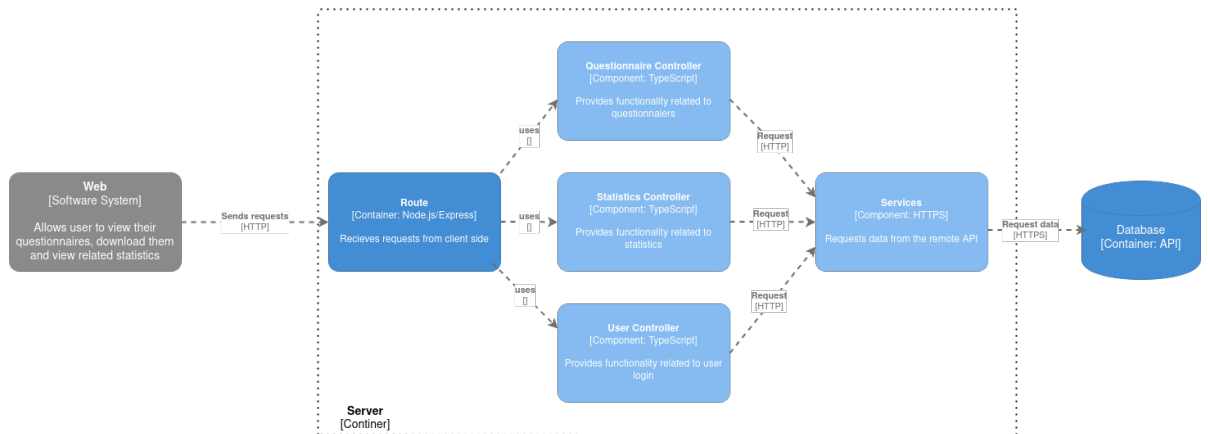 Questionnaire Controller
[Component: TypeScript]
Provides functionality related to
questionnaiers
uses
[]
Request
[HTTP]
Web
[Software System]
Allows user to view their
questionnaires, download them
and view related statistics
Sends requests
[HTTP]
Route
[Container: Node.js/Express]
Recieves requests from client side
uses
[]
Statistics Controller
[Component: TypeScript]
Provides functionality related to
statistics
Request
[HTTP]
Services
[Component: HTTPS]
Requests data from the remote API
Request data
[HTTPS]
Database
[Container: API]
uses
[]
Request
[HTTP]
User Controller
[Component: TypeScript]
Provides functionality related to user
login
Server
[Continer]